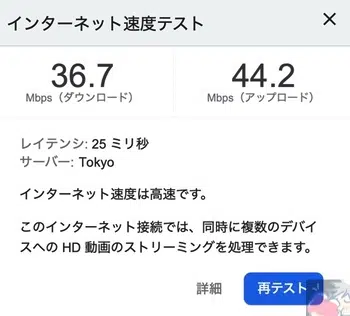 インターネット速度テスト
36.7
Mbps（ダウンロード）
44.2
Mbps（アップロード）
レイテンシ: 25 ミリ秒
サーバー: Tokyo
インターネット速度は高速です。
このインターネット接続では、同時に複数のデバイ
スへの HD 動画のストリーミングを処理できます。
詳細
再テスト